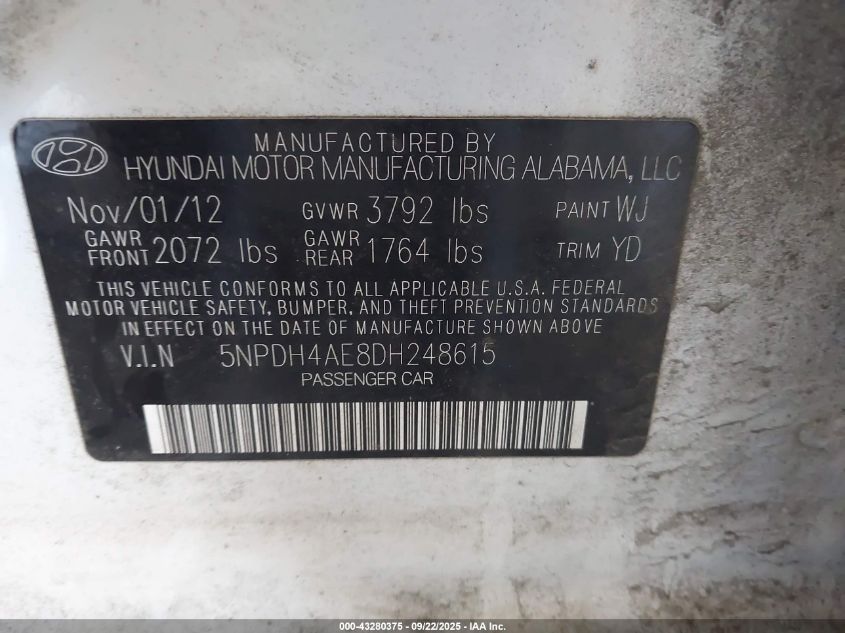 MANUFACTURED BY
HYUNDAI MOTOR MANUFACTURING ALABAMA, LLC
Nov/01/12 GVWR 3792 lbs PAINT WJ
GAWR FRONT 2072 lbs GAWR REAR 1764 lbs TRIM YD
THIS VEHICLE CONFORMS TO ALL APPLICABLE U.S.A. FEDERAL
MOTOR VEHICLE SAFETY, BUMPER, AND THEFT PREVENTION STANDARDS
IN EFFECT ON THE DATE OF MANUFACTURE SHOWN ABOVE
V.I.N 5NPDH4AE8DH248615
PASSENGER CAR
000-43280375 - 09/22/2025 - IAA Inc.